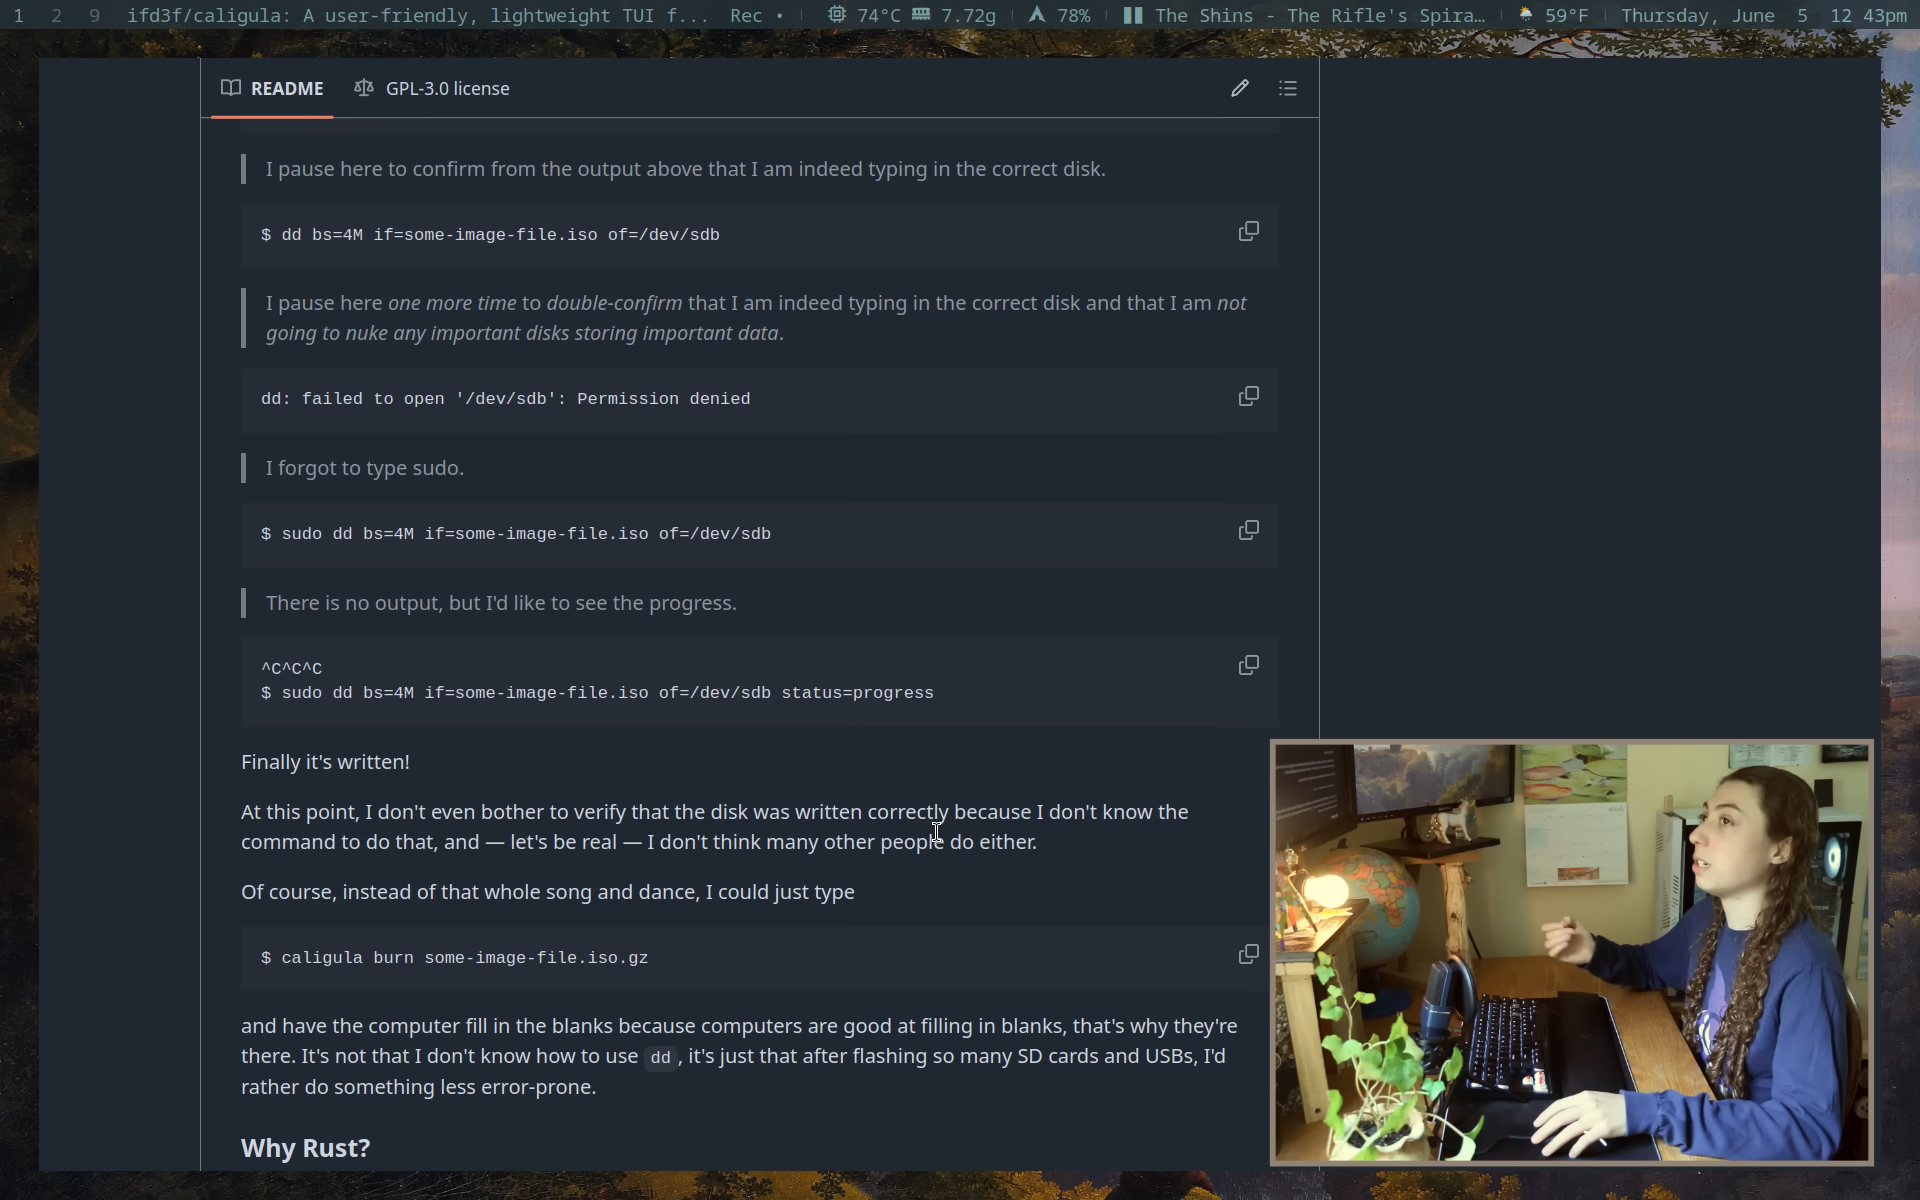 1 2 9 ifd3f/caligula: A user-friendly, lightweight TUI f... Rec • 74°C 7.72g 78% The Shins - The Rifle's Spira… 59°F Thursday, June 5 12 43pm
README GPL-3.0 license
I pause here to confirm from the output above that I am indeed typing in the correct disk.
$ dd bs=4M if=some-image-file.iso of=/dev/sdb
I pause here one more time to double-confirm that I am indeed typing in the correct disk and that I am not
going to nuke any important disks storing important data.
dd: failed to open '/dev/sdb': Permission denied
I forgot to type sudo.
$ sudo dd bs=4M if=some-image-file.iso of=/dev/sdb
There is no output, but I'd like to see the progress.
^C^C^C
$ sudo dd bs=4M if=some-image-file.iso of=/dev/sdb status=progress
Finally it's written!
At this point, I don't even bother to verify that the disk was written correctly because I don't know the
command to do that, and — let's be real — I don't think many other people do either.
Of course, instead of that whole song and dance, I could just type
$ caligula burn some-image-file.iso.gz
and have the computer fill in the blanks because computers are good at filling in blanks, that's why they're
there. It's not that I don't know how to use dd, it's just that after flashing so many SD cards and USBs, I'd
rather do something less error-prone.
Why Rust?